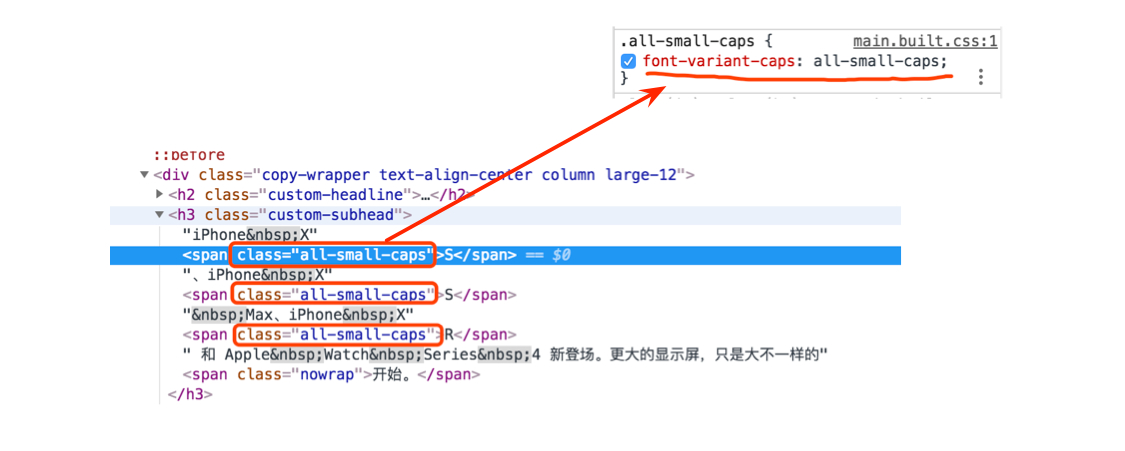 .all-small-caps {
main.built.css:1
font-variant-caps: all-small-caps;
}
::before
<div class="copy-wrapper text-align-center column large-12">
<h2 class="custom-headline">…</h2>
<h3 class="custom-subhead">
"iPhone&nbsp;X"
<span class="all-small-caps">S</span> == $0
"、iPhone&nbsp;X"
<span class="all-small-caps">S</span>
"&nbsp;Max、iPhone&nbsp;X"
<span class="all-small-caps">R</span>
" 和 Apple&nbsp;Watch&nbsp;Series&nbsp;4 新登场。更大的显示屏，只是大不一样的"
<span class="nowrap">开始。</span>
</h3>